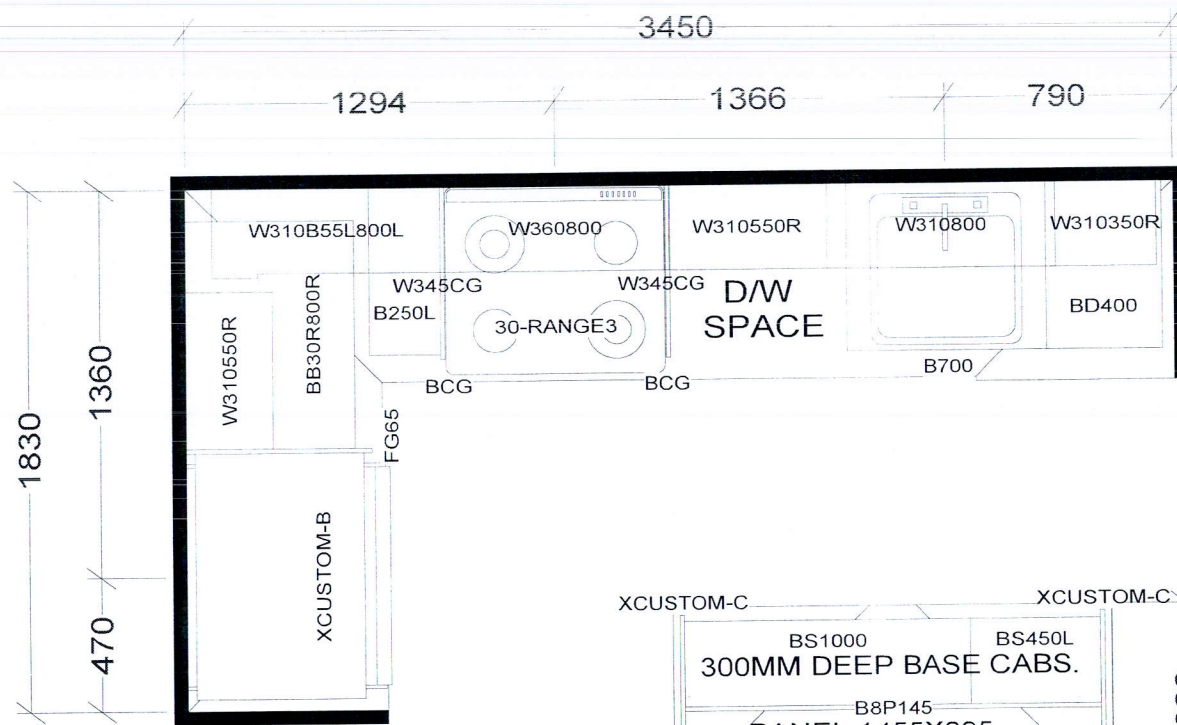 3450
1294
1366
790
W310B55L800L
W360800
W310550R
W310800
W310350R
W345CG
W345CG
B250L
30-RANGE3
D/W
SPACE
BD400
BCG
BCG
B700
W310550R
BB30R800R
FG65
1360
1830
470
XCUSTOM-B
XCUSTOM-C
XCUSTOM-C
BS1000
BS450L
300MM DEEP BASE CABS.
B8P145